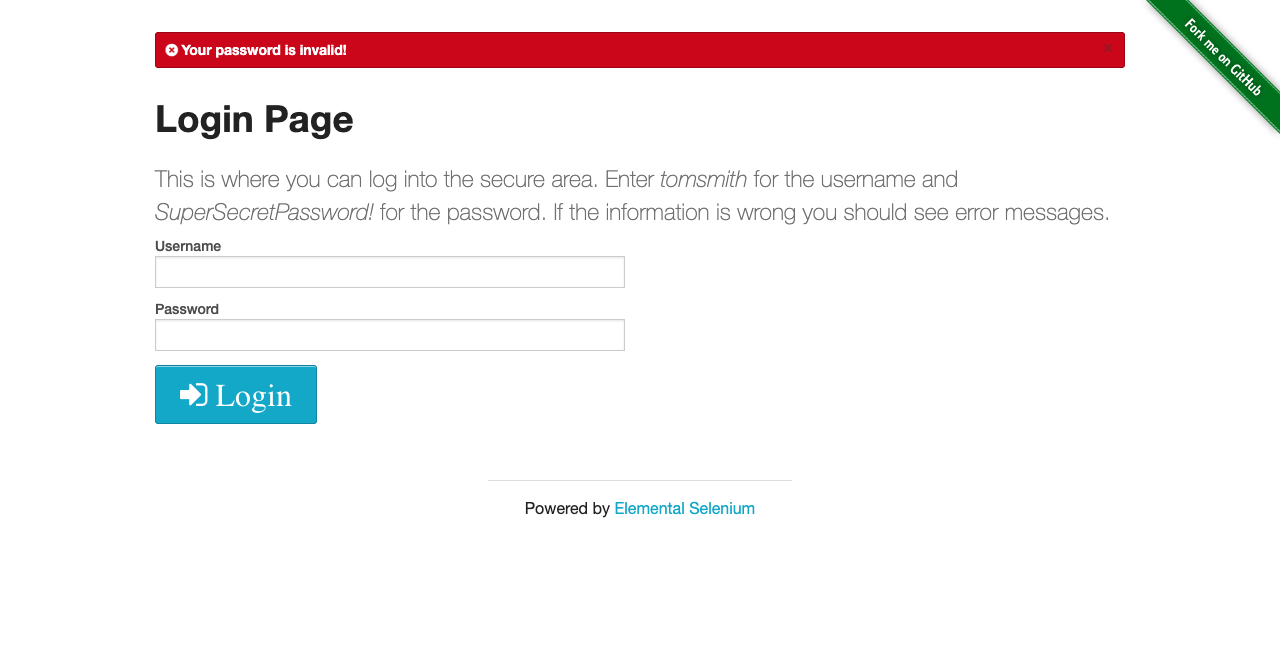 Your password is invalid!
×
Fork me on GitHub
Login Page
This is where you can log into the secure area. Enter tomsmith for the username and
SuperSecretPassword! for the password. If the information is wrong you should see error messages.
Username
Password
Login
Powered by Elemental Selenium